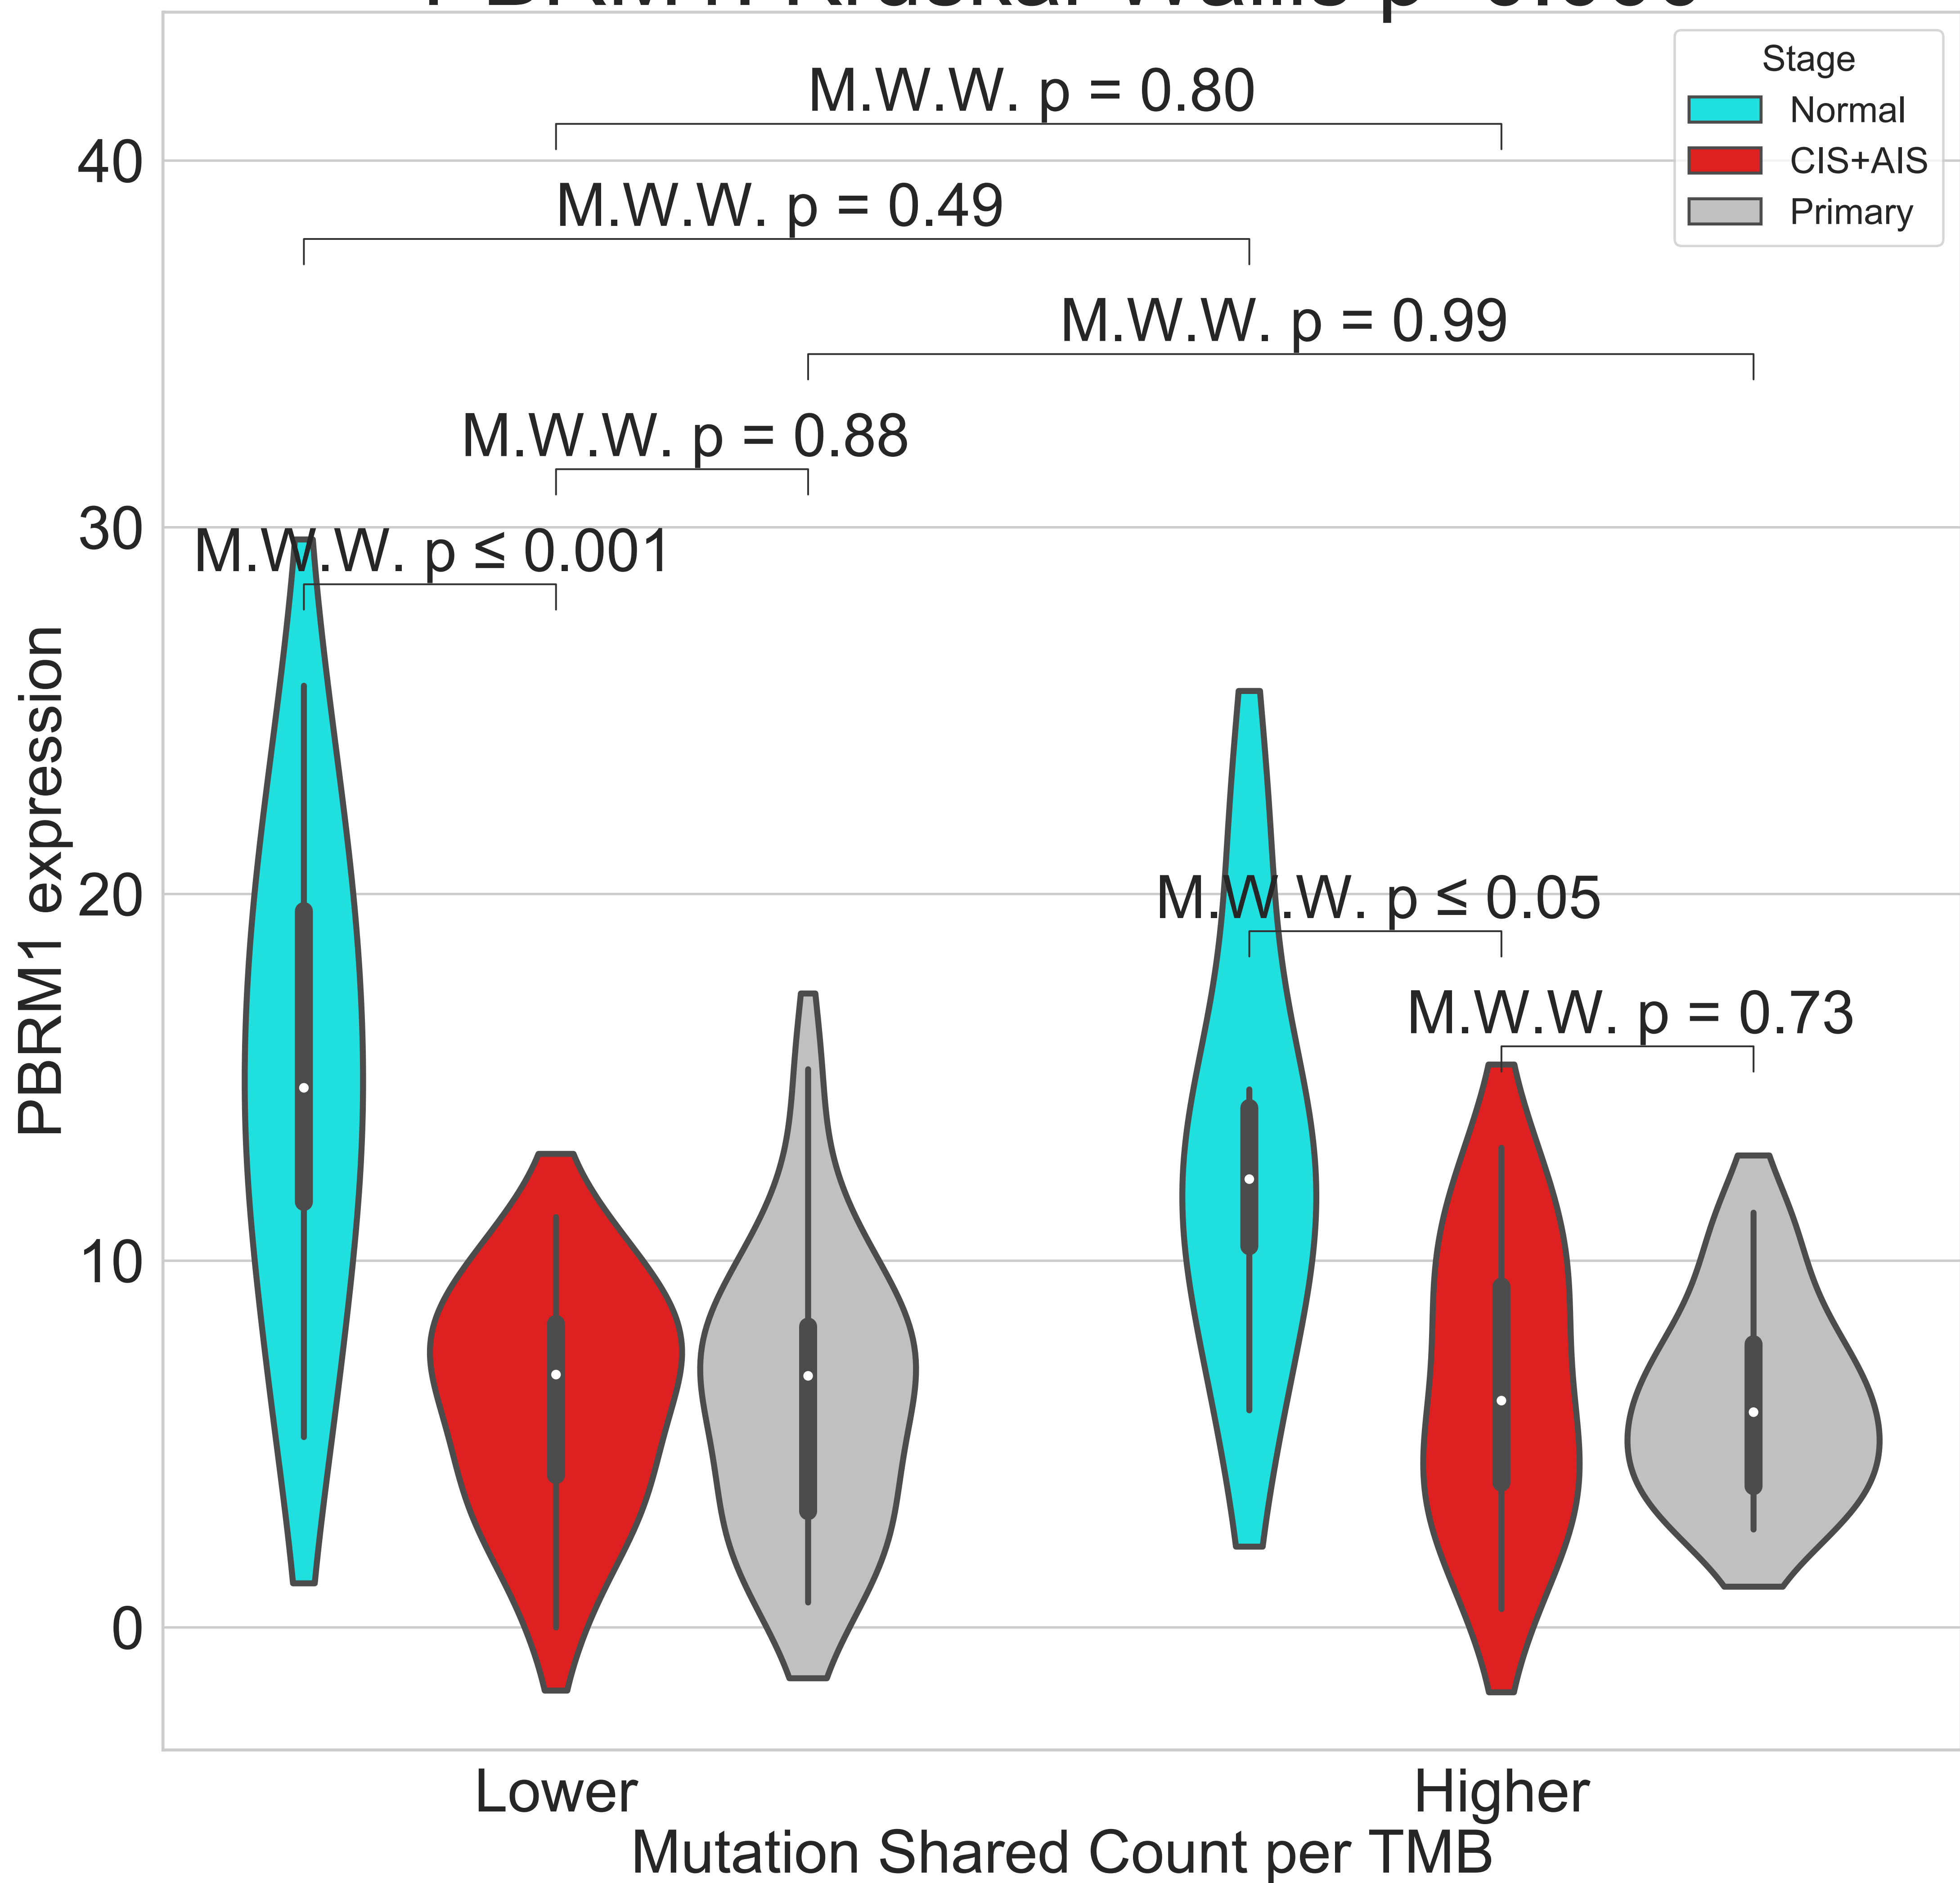 M.W.W. p = 0.80
Stage
Normal
CIS+AIS
Primary
40
M.W.W. p = 0.49
M.W.W. p = 0.99
M.W.W. p = 0.88
30
M.W.W. p ≤ 0.001
PBRM1 expression
20
M.W.W. p ≤ 0.05
M.W.W. p = 0.73
10
0
Lower
Higher
Mutation Shared Count per TMB